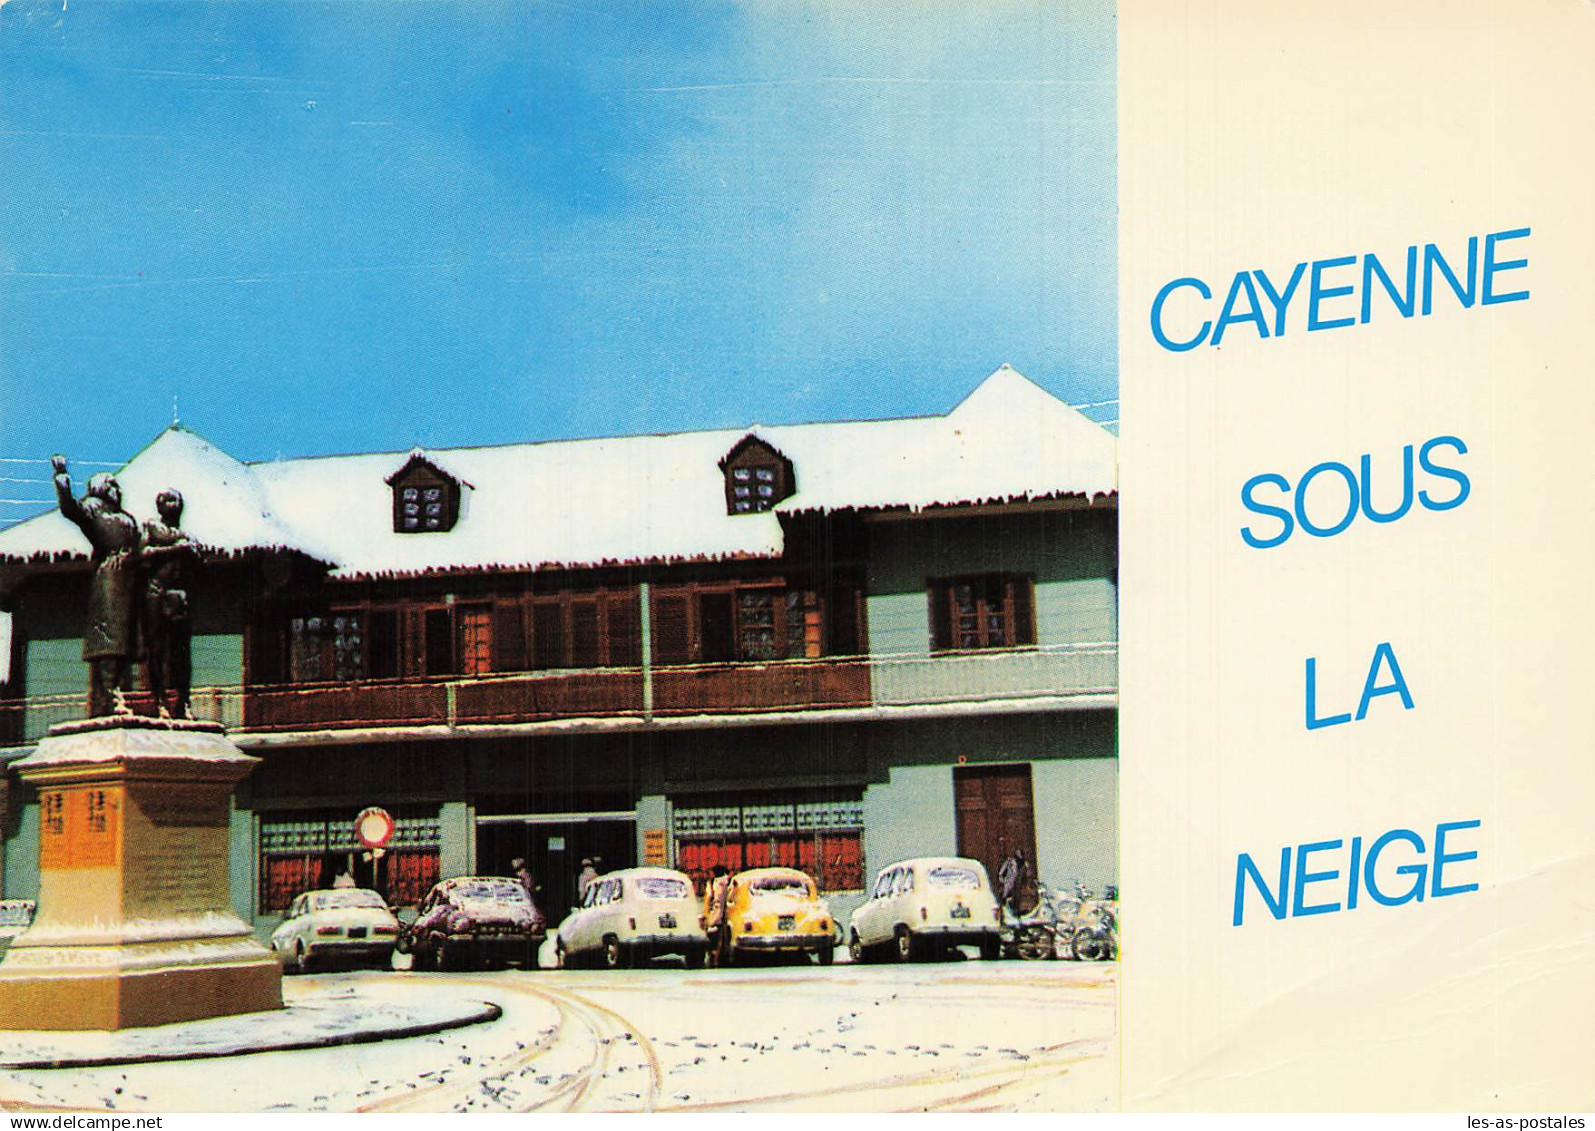 CAYENNE
SOUS
LA
NEIGE
www.delcampe.net
les-as-postales